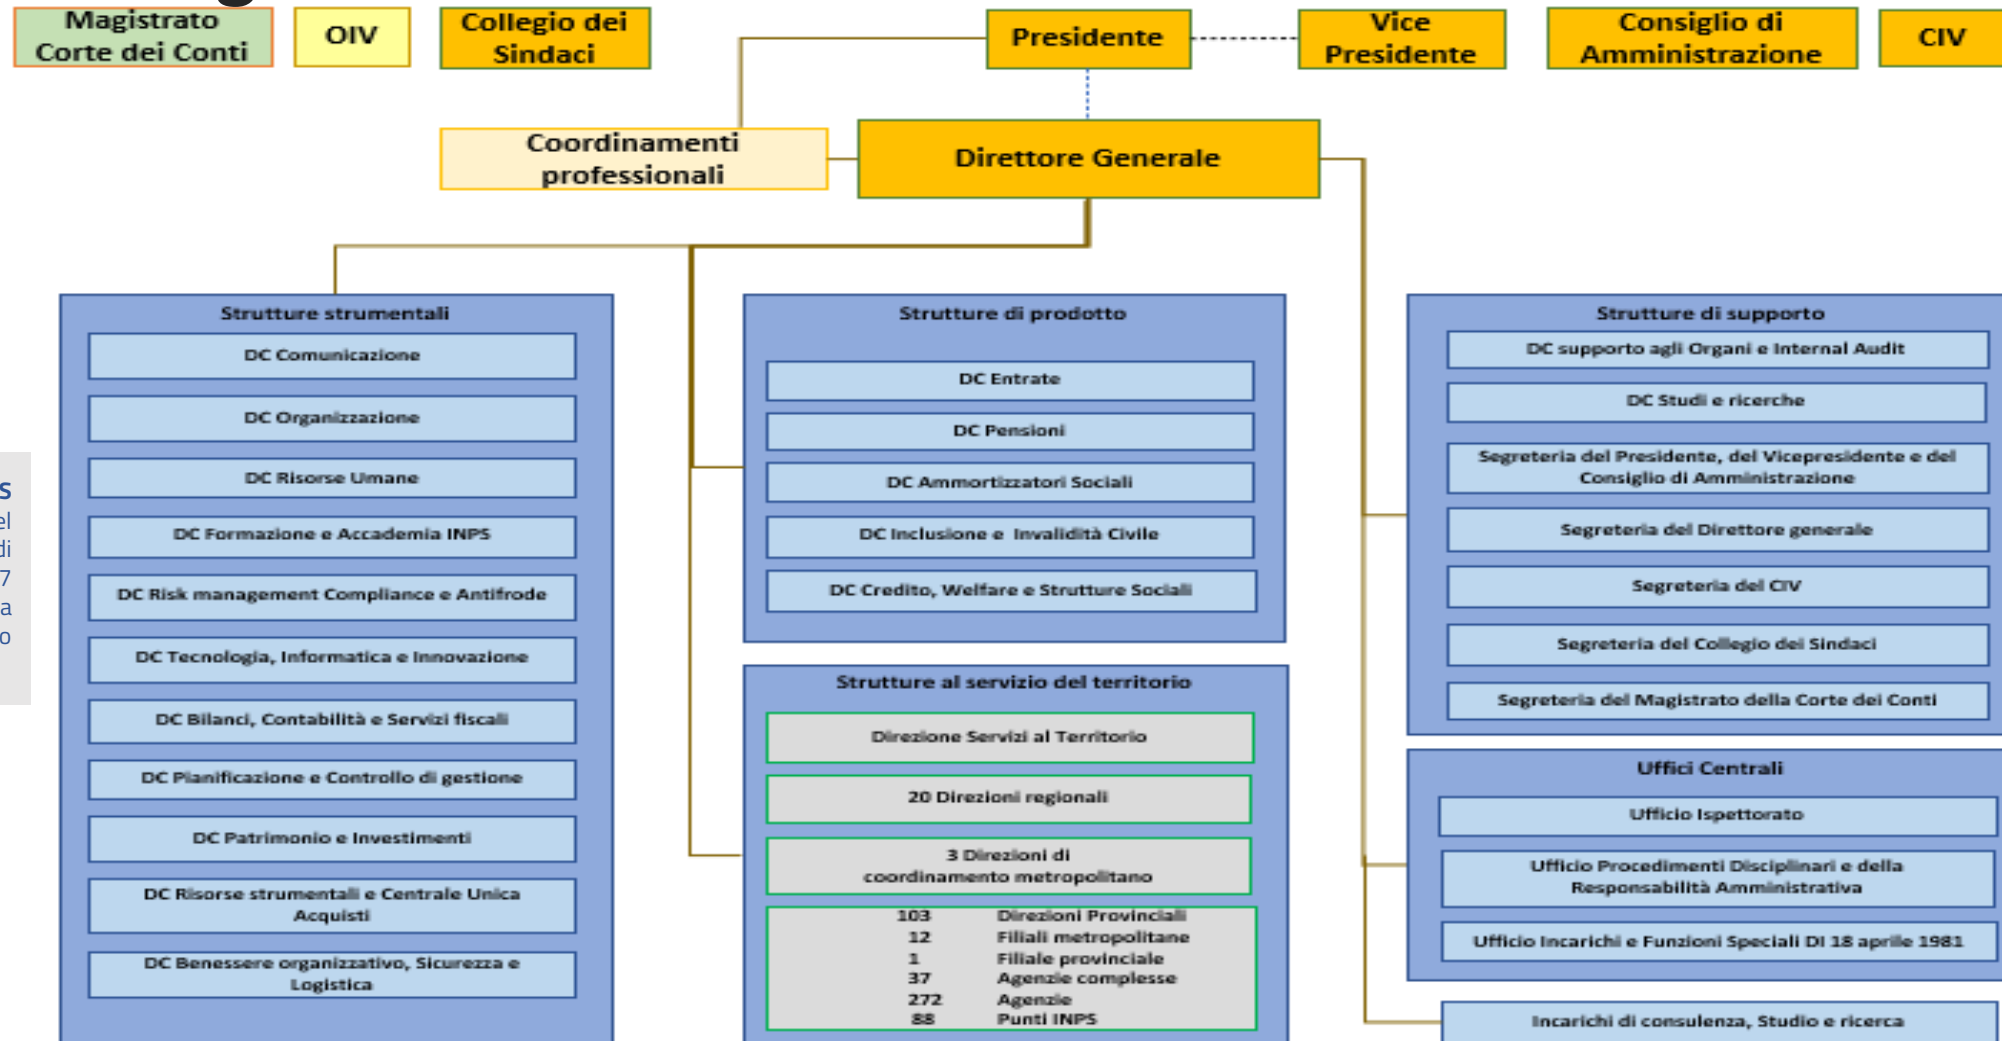 Magistrato
Corte dei Conti
OIV
Collegio dei
Sindaci
Presidente
Vice
Presidente
Consiglio di
Amministrazione
CIV
Coordinamenti
professionali
Direttore Generale
Strutture strumentali
DC Comunicazione
DC Organizzazione
DC Risorse Umane
DC Formazione e Accademia INPS
DC Risk management Compliance e Antifrode
DC Tecnologia, Informatica e Innovazione
DC Bilanci, Contabilità e Servizi fiscali
DC Pianificazione e Controllo di gestione
DC Patrimonio e Investimenti
DC Risorse strumentali e Centrale Unica
Acquisti
DC Benessere organizzativo, Sicurezza e
Logistica
Strutture di prodotto
DC Entrate
DC Pensioni
DC Ammortizzatori Sociali
DC Inclusione e Invalidità Civile
DC Credito, Welfare e Strutture Sociali
Strutture al servizio del territorio
Direzione Servizi al Territorio
20 Direzioni regionali
3 Direzioni di
coordinamento metropolitano
103 Direzioni Provinciali
12 Filiali metropolitane
1 Filiale provinciale
37 Agenzie complesse
272 Agenzie
88 Punti INPS
Strutture di supporto
DC supporto agli Organi e Internal Audit
DC Studi e ricerche
Segreteria del Presidente, del Vicepresidente e del
Consiglio di Amministrazione
Segreteria del Direttore generale
Segreteria del CIV
Segreteria del Collegio dei Sindaci
Segreteria del Magistrato della Corte dei Conti
Uffici Centrali
Ufficio Ispettorato
Ufficio Procedimenti Disciplinari e della
Responsabilità Amministrativa
Ufficio Incarichi e Funzioni Speciali DI 18 aprile 1981
Incarichi di consulenza, Studio e ricerca
S
el
di
7
a
o